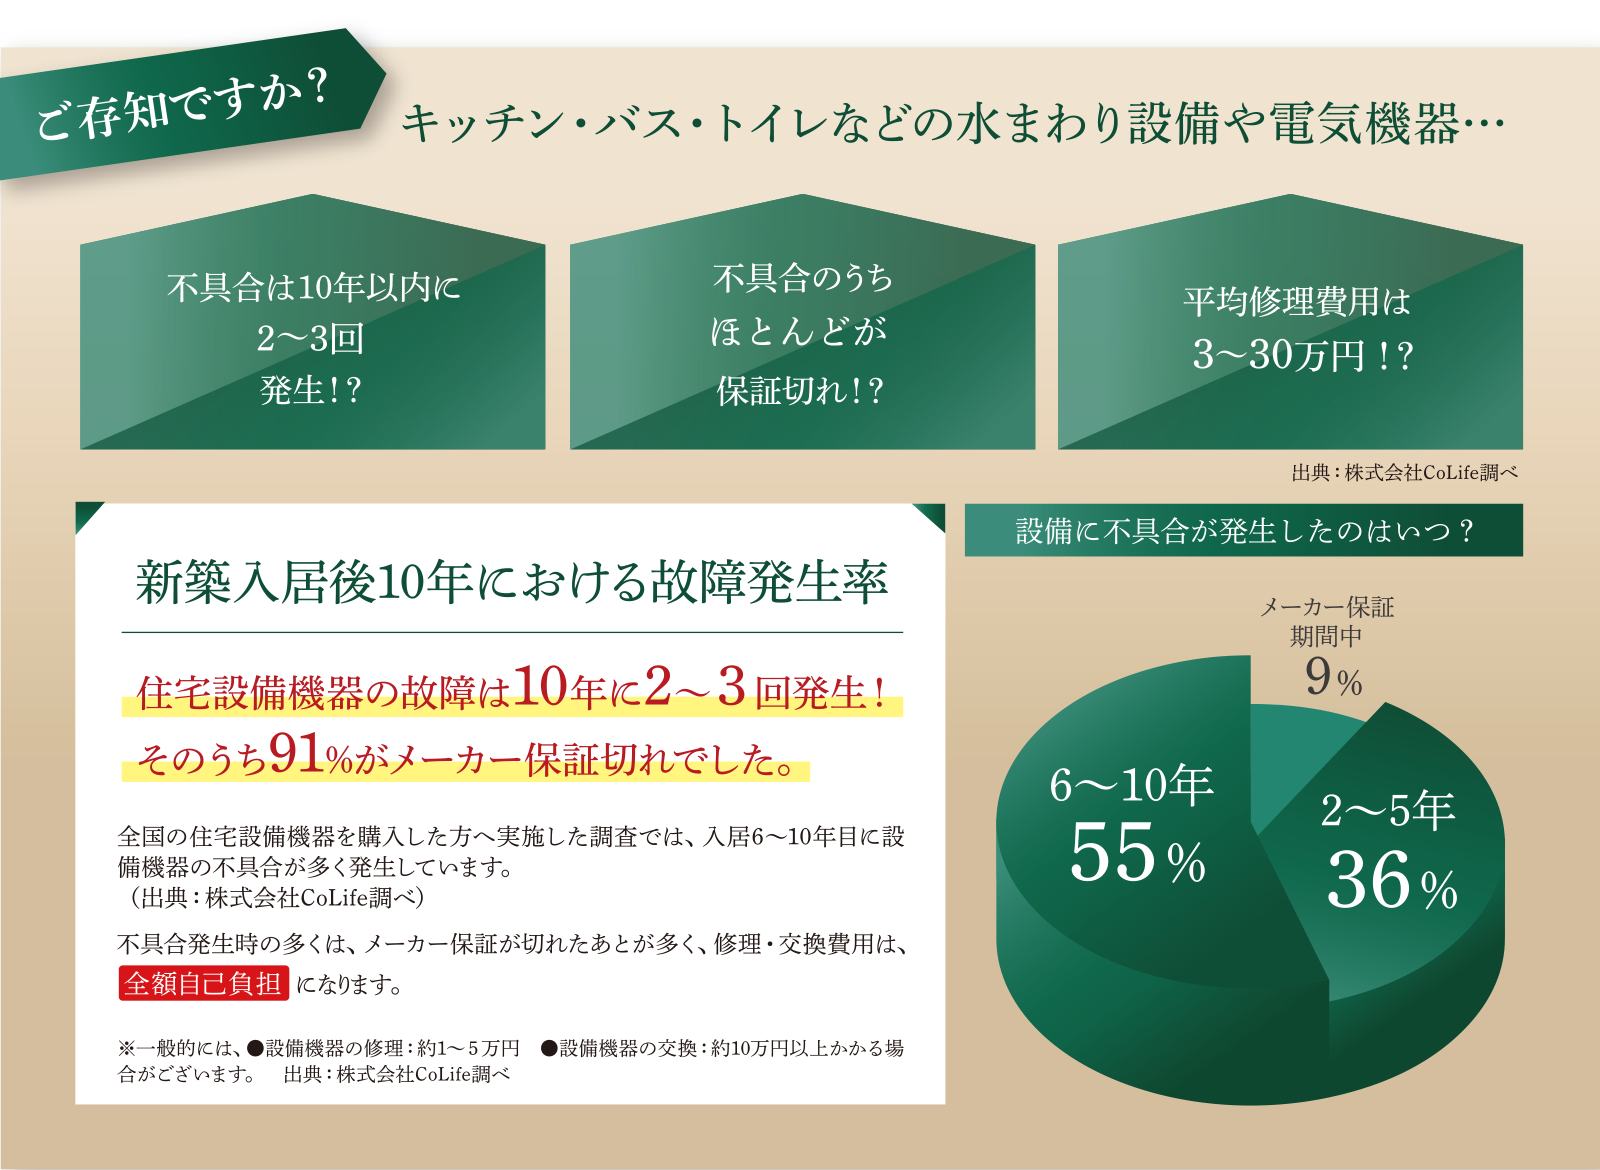 ご存知ですか?
キッチン・バス・トイレなどの水まわり設備や電気機器…
不具合は10年以内に
2〜3回
発生!?
不具合のうち
ほとんどが
保証切れ!?
平均修理費用は
3〜30万円!?
出典：株式会社CoLife調べ
新築入居後10年における故障発生率
住宅設備機器の故障は10年に2〜3回発生!
そのうち91%がメーカー保証切れでした。
全国の住宅設備機器を購入した方へ実施した調査では、入居6〜10年目に設
備機器の不具合が多く発生しています。
（出典：株式会社CoLife調べ）
不具合発生時の多くは、メーカー保証が切れたあとが多く、修理・交換費用は、
全額自己負担 になります。
※一般的には、●設備機器の修理：約1〜5万円　●設備機器の交換：約10万円以上かかる場
合がございます。　出典：株式会社CoLife調べ
設備に不具合が発生したのはいつ？
メーカー保証
期間中
9%
6〜10年
55%
2〜5年
36%